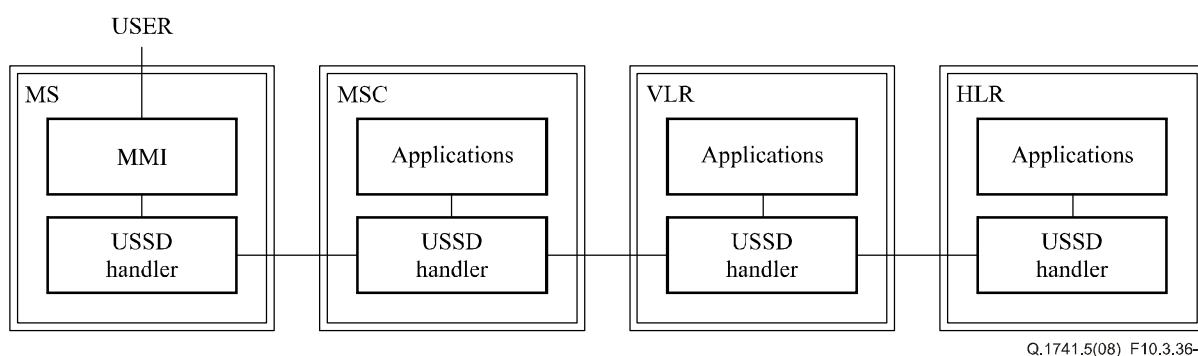 USER
MS
MSC
VLR
HLR
MMI
Applications
Applications
Applications
USSD
handler
USSD
handler
USSD
handler
USSD
handler
Q.1741.5(08)_F10.3.36-